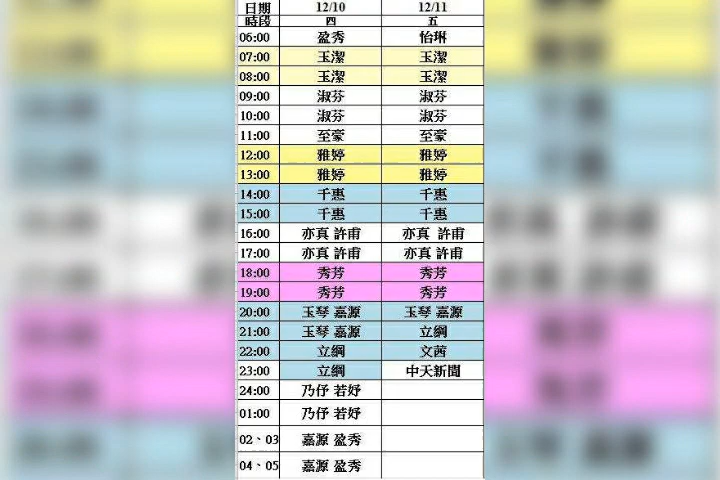 日期 12/10 12/11
時段 四 五
06:00 盈秀 怡琳
07:00 玉潔 玉潔
08:00 玉潔 玉潔
09:00 淑芬 淑芬
10:00 淑芬 淑芬
11:00 至豪 至豪
12:00 雅婷 雅婷
13:00 雅婷 雅婷
14:00 千惠 千惠
15:00 千惠 千惠
16:00 亦真 許甫 亦真 許甫
17:00 亦真 許甫 亦真 許甫
18:00 秀芳 秀芳
19:00 秀芳 秀芳
20:00 玉琴 嘉源 玉琴 嘉源
21:00 玉琴 嘉源 立綱
22:00 立綱 文茜
23:00 立綱 中天新聞
24:00 乃伃 若妤
01:00 乃伃 若妤
02、03 嘉源 盈秀
04、05 嘉源 盈秀